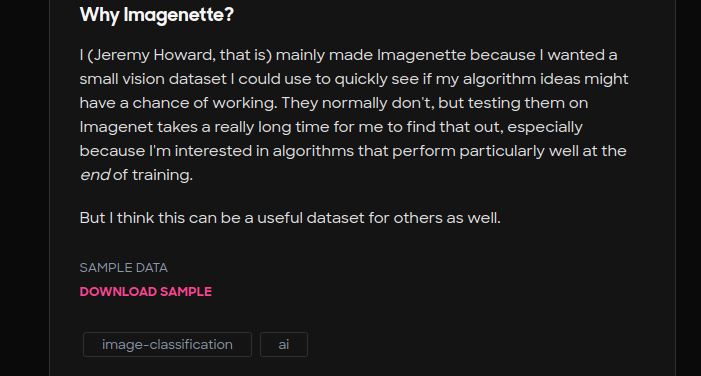 Why Imagenette?
I (Jeremy Howard, that is) mainly made Imagenette because I wanted a
small vision dataset I could use to quickly see if my algorithm ideas might
have a chance of working. They normally don't, but testing them on
Imagenet takes a really long time for me to find that out, especially
because I'm interested in algorithms that perform particularly well at the
end of training.
But I think this can be a useful dataset for others as well.
SAMPLE DATA
DOWNLOAD SAMPLE
image-classification ai